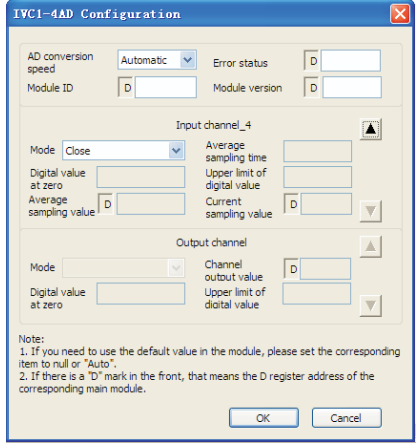 IVC1-4AD Configuration
AD conversion speed Automatic Error status D
Module ID D Module version D
Input channel_4
Mode Close Average sampling time
Digital value at zero Upper limit of digital value
Average sampling value D Current sampling value D
Output channel
Mode Channel output value D
Digital value at zero Upper limit of digital value
Note:
1. If you need to use the default value in the module, please set the corresponding
item to null or "Auto".
2. If there is a "D" mark in the front, that means the D register address of the
corresponding main module.
OK Cancel